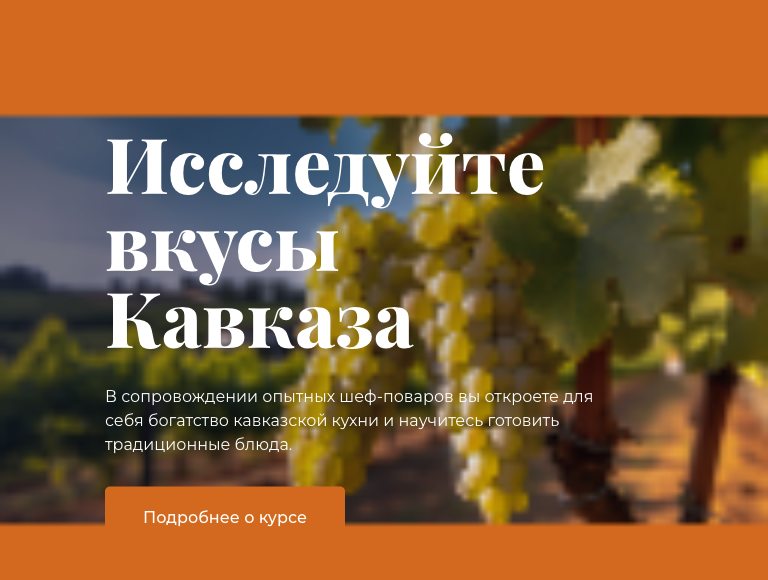 Исследуйте
вкусы
Кавказа
В сопровождении опытных шеф-поваров вы откроете для
себя богатство кавказской кухни и научитесь готовить
традиционные блюда.
Подробнее о курсе